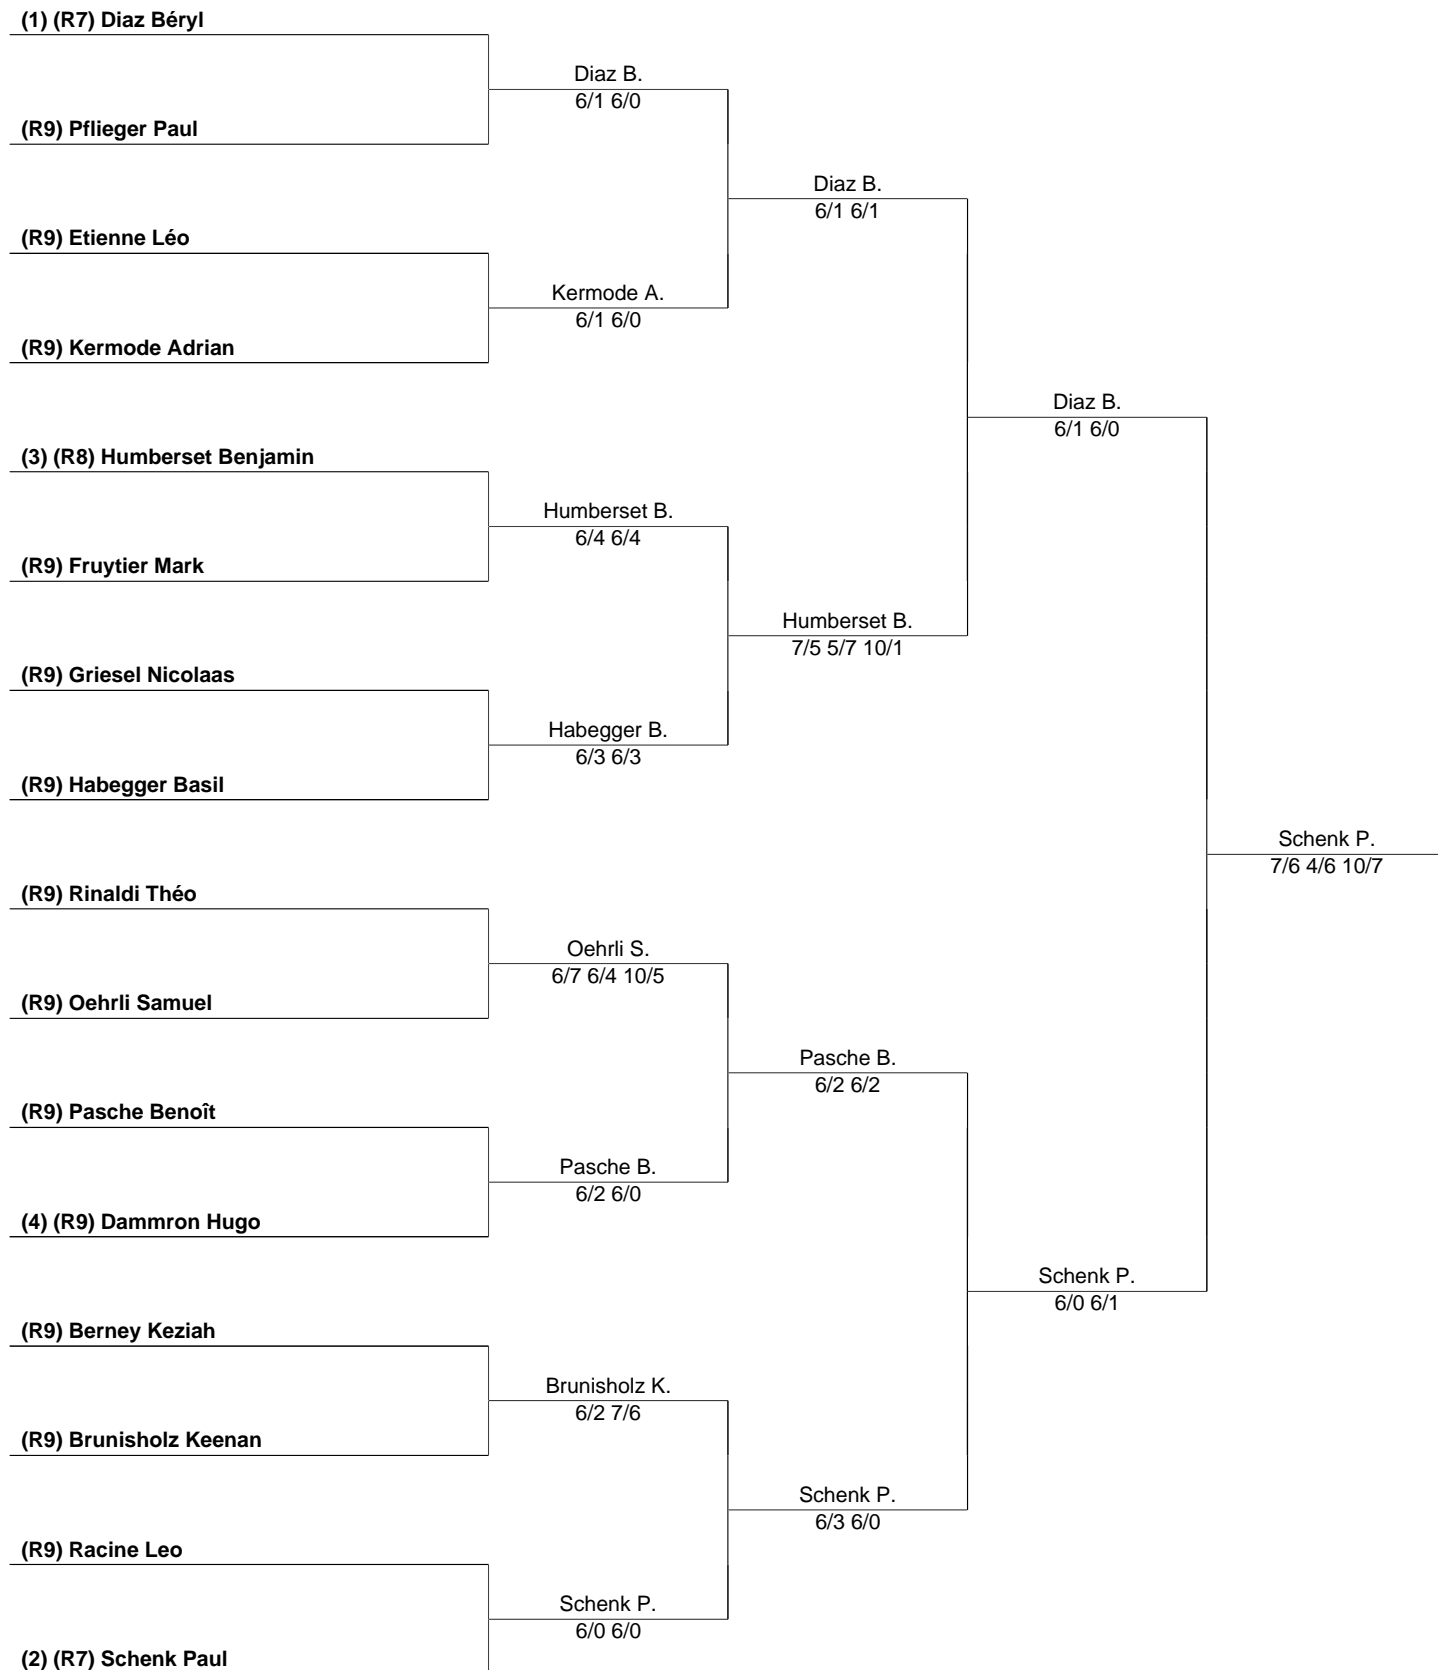 (1) (R7) Diaz Béryl
Diaz B.
6/1 6/0
(R9) Pflieger Paul
Diaz B.
6/1 6/1
(R9) Etienne Léo
Kermode A.
6/1 6/0
(R9) Kermode Adrian
Diaz B.
6/1 6/0
(3) (R8) Humberset Benjamin
Humberset B.
6/4 6/4
(R9) Fruytier Mark
Humberset B.
7/5 5/7 10/1
(R9) Griesel Nicolaas
Habegger B.
6/3 6/3
(R9) Habegger Basil
Schenk P.
7/6 4/6 10/7
(R9) Rinaldi Théo
Oehrli S.
6/7 6/4 10/5
(R9) Oehrli Samuel
Pasche B.
6/2 6/2
(R9) Pasche Benoît
Pasche B.
6/2 6/0
(4) (R9) Dammron Hugo
Schenk P.
6/0 6/1
(R9) Berney Keziah
Brunisholz K.
6/2 7/6
(R9) Brunisholz Keenan
Schenk P.
6/3 6/0
(R9) Racine Leo
Schenk P.
6/0 6/0
(2) (R7) Schenk Paul